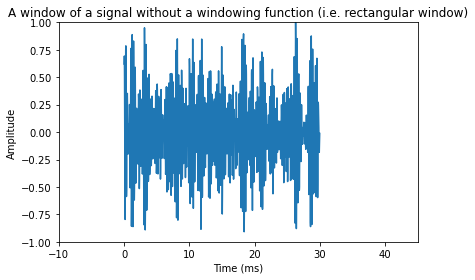 A window of a signal without a windowing function (i.e. rectangular window)
1.00
0.75
0.50
0.25
0.00
−0.25
−0.50
−0.75
−1.00
Amplitude
−10 0 10 20 30 40
Time (ms)